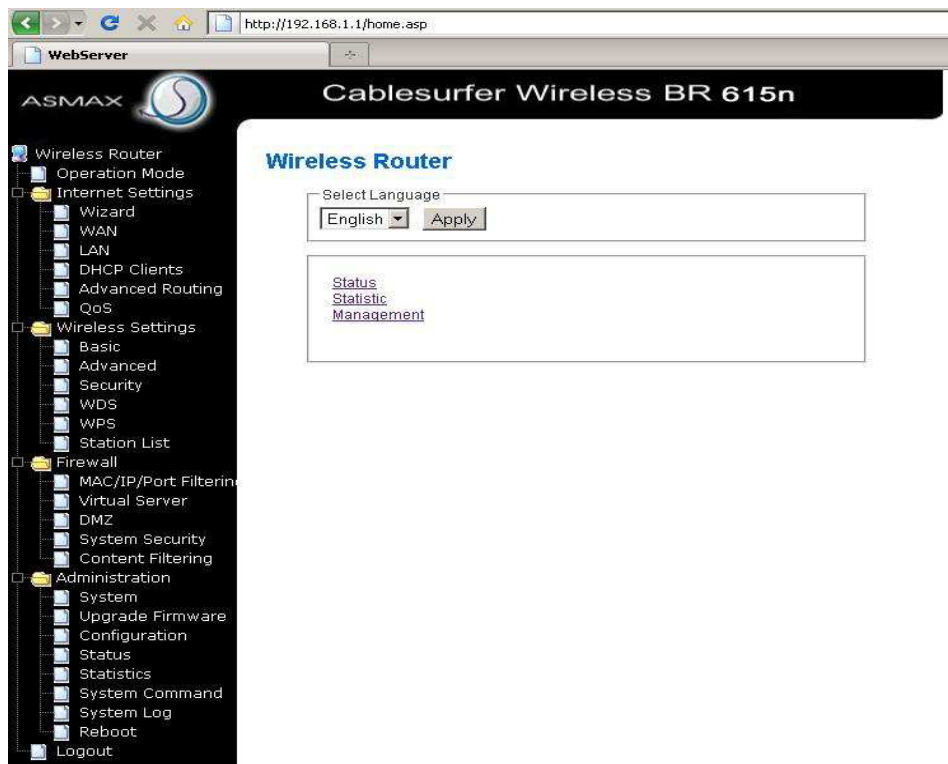 http://192.168.1.1/home.asp
WebServer
ASMAX
Cablesurfer Wireless BR 615n
Wireless Router
Operation Mode
Internet Settings
Wizard
WAN
LAN
DHCP Clients
Advanced Routing
QoS
Wireless Settings
Basic
Advanced
Security
WDS
WPS
Station List
Firewall
MAC/IP/Port Filtering
Virtual Server
DMZ
System Security
Content Filtering
Administration
System
Upgrade Firmware
Configuration
Status
Statistics
System Command
System Log
Reboot
Logout
Wireless Router
Select Language
English Apply
Status
Statistic
Management